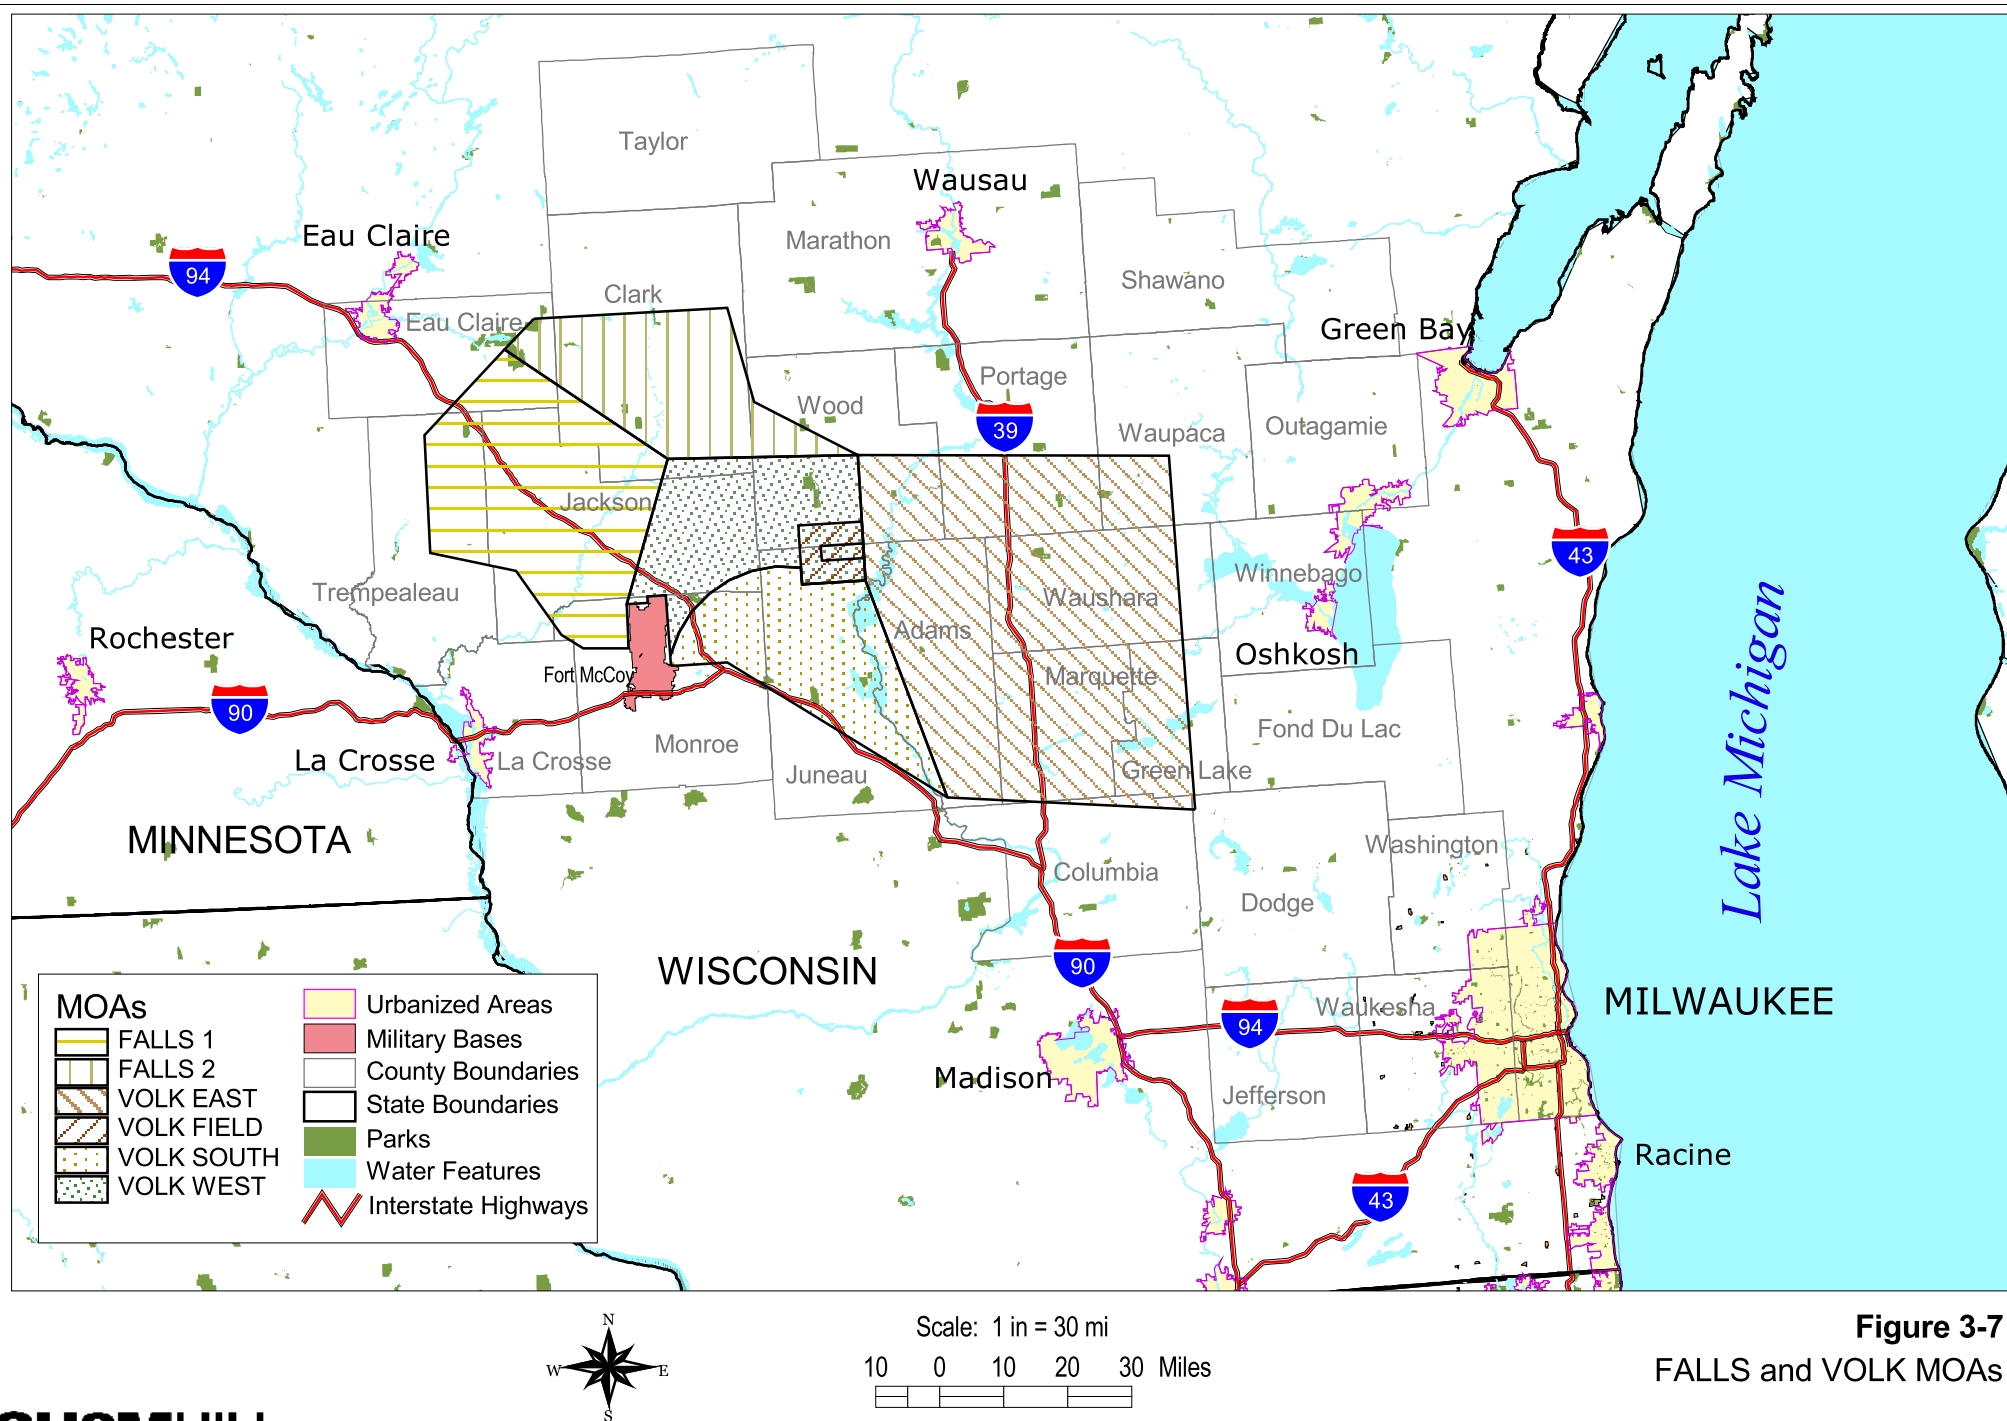 Taylor
Wausau
Eau Claire
Marathon
94
Shawano
Clark
Eau Claire
Green Bay
Portage
Wood
39
Waupaca
Outagamie
Jackson
43
Winnebago
Trempealeau
Waushara
Adams
Rochester
Oshkosh
Fort McCoy
Marquette
Lake Michigan
90
Fond Du Lac
Monroe
La Crosse
La Crosse
Juneau
Green Lake
MINNESOTA
Washington
Columbia
Dodge
WISCONSIN
90
MILWAUKEE
Waukesha
94
Madison
Jefferson
Racine
43
MOAs
FALLS 1
FALLS 2
VOLK EAST
VOLK FIELD
VOLK SOUTH
VOLK WEST
Urbanized Areas
Military Bases
County Boundaries
State Boundaries
Parks
Water Features
Interstate Highways
N
W
E
S
Scale: 1 in = 30 mi
10 0 10 20 30 Miles
Figure 3-7
FALLS and VOLK MOAs